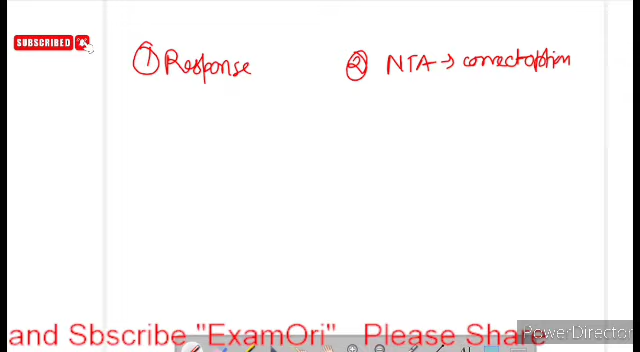 SUBSCRIBED
① Response ② NTA → correct option
and Sbscribe "ExamOri" Please Share
PowerDirector